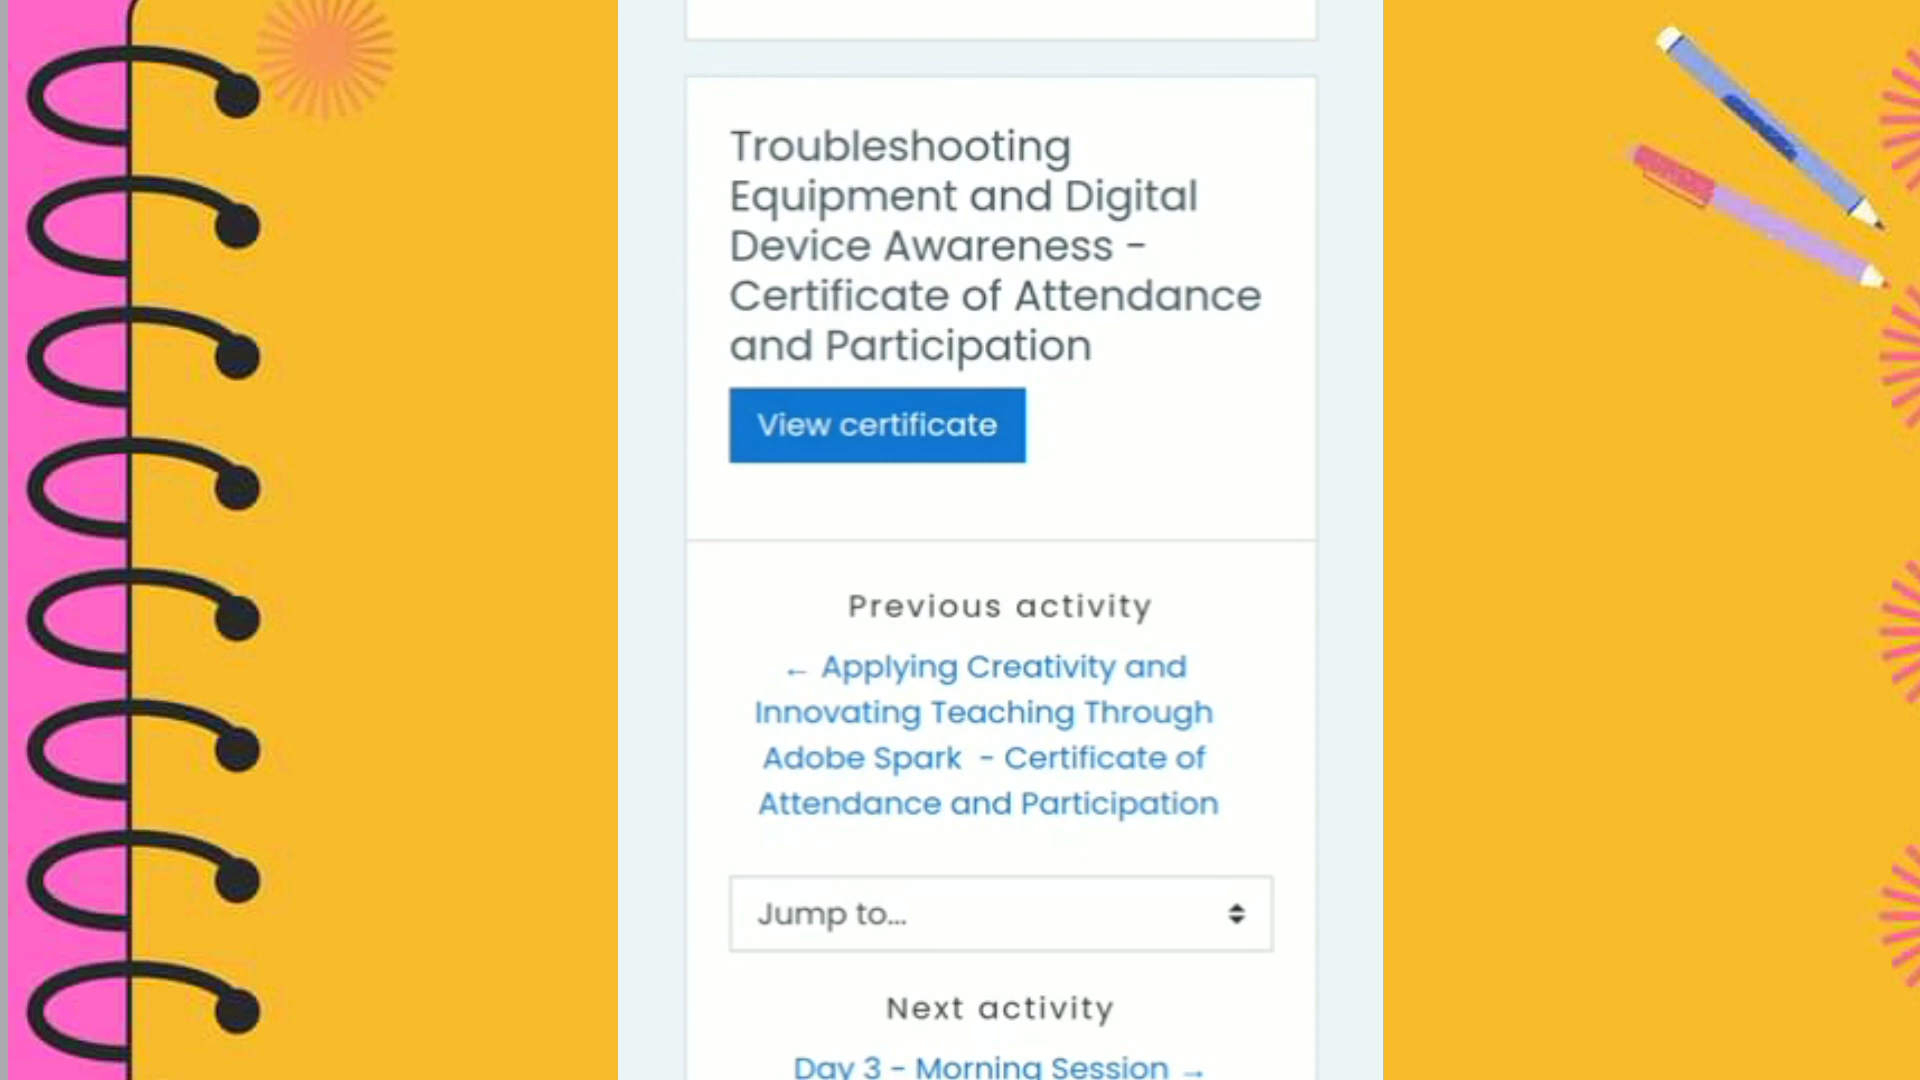 Troubleshooting
Equipment and Digital
Device Awareness -
Certificate of Attendance
and Participation
View certificate
Previous activity
← Applying Creativity and
Innovating Teaching Through
Adobe Spark - Certificate of
Attendance and Participation
Jump to...
Next activity
Day 3 - Morning Session →